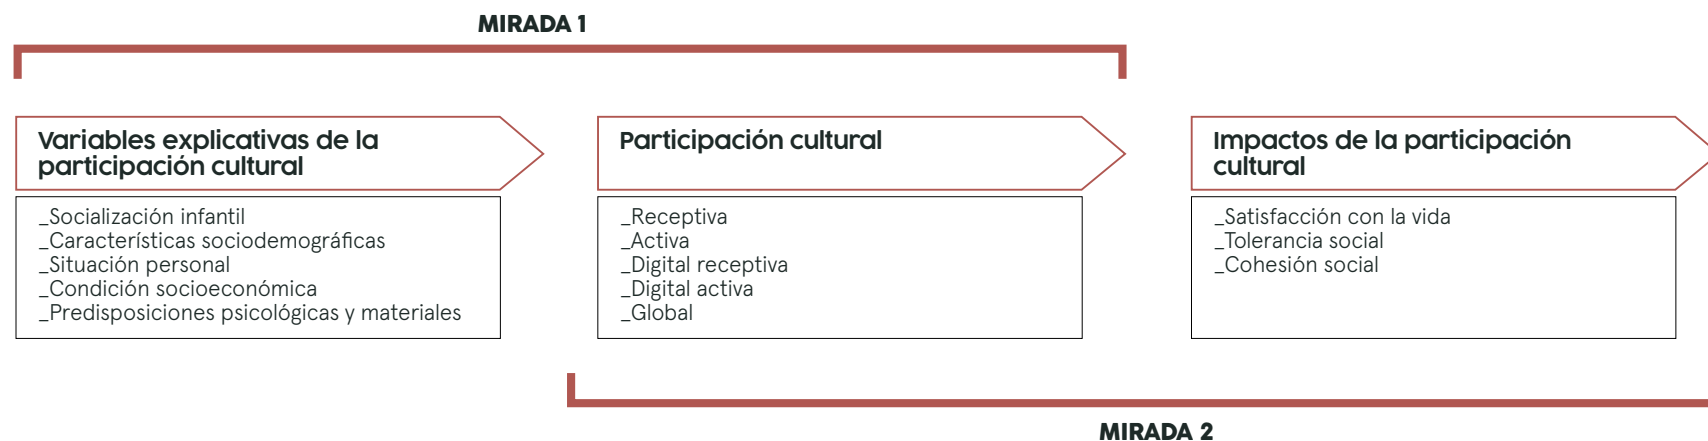 MIRADA 1
Variables explicativas de la
participación cultural
_Socialización infantil
_Características sociodemográficas
_Situación personal
_Condición socioeconómica
_Predisposiciones psicológicas y materiales
Participación cultural
_Receptiva
_Activa
_Digital receptiva
_Digital activa
_Global
Impactos de la participación
cultural
_Satisfacción con la vida
_Tolerancia social
_Cohesión social
MIRADA 2